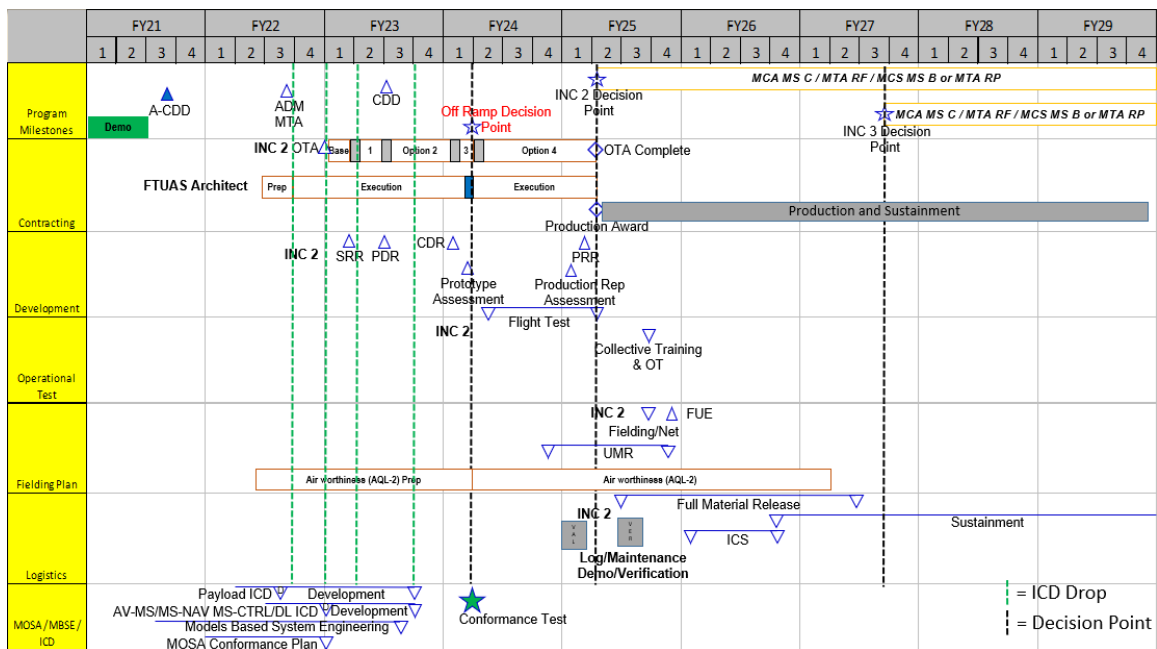 FY21 FY22 FY23 FY24 FY25 FY26 FY27 FY28 FY29
1 2 3 4 1 2 3 4 1 2 3 4 1 2 3 4 1 2 3 4 1 2 3 4 1 2 3 4 1 2 3 4 1 2 3 4
Program
Milestones
Demo
A-CDD
ADM
MTA
CDD
Off Ramp Decision
Point
INC 2 Decision
Point
MCA MS C / MTA RF / MCS MS B or MTA RP
MCA MS C / MTA RF / MCS MS B or MTA RP
INC 3 Decision
Point
Contracting
INC 2 OTA
Base 1 Option 2 3 Option 4
OTA Complete
FTUAS Architect
Prep Execution Execution
Production and Sustainment
Production Award
Development
INC 2
SRR PDR
CDR
PRR
Prototype
Assessment
Production Rep
Assessment
Flight Test
Operational
Test
INC 2
Collective Training
& OT
Fielding Plan
INC 2
FUE
Fielding/Net
UMR
Air worthiness (AQL-2) Prep Air worthiness (AQL-2)
Logistics
Full Material Release
INC 2
VAL
VER
Sustainment
ICS
Log/Maintenance
Demo/Verification
MOSA / MBSE /
ICD
Payload ICD Development
AV-MS/MS-NAV MS-CTRL/DL ICD Development
Models Based System Engineering
MOSA Conformance Plan
Conformance Test
= ICD Drop
= Decision Point